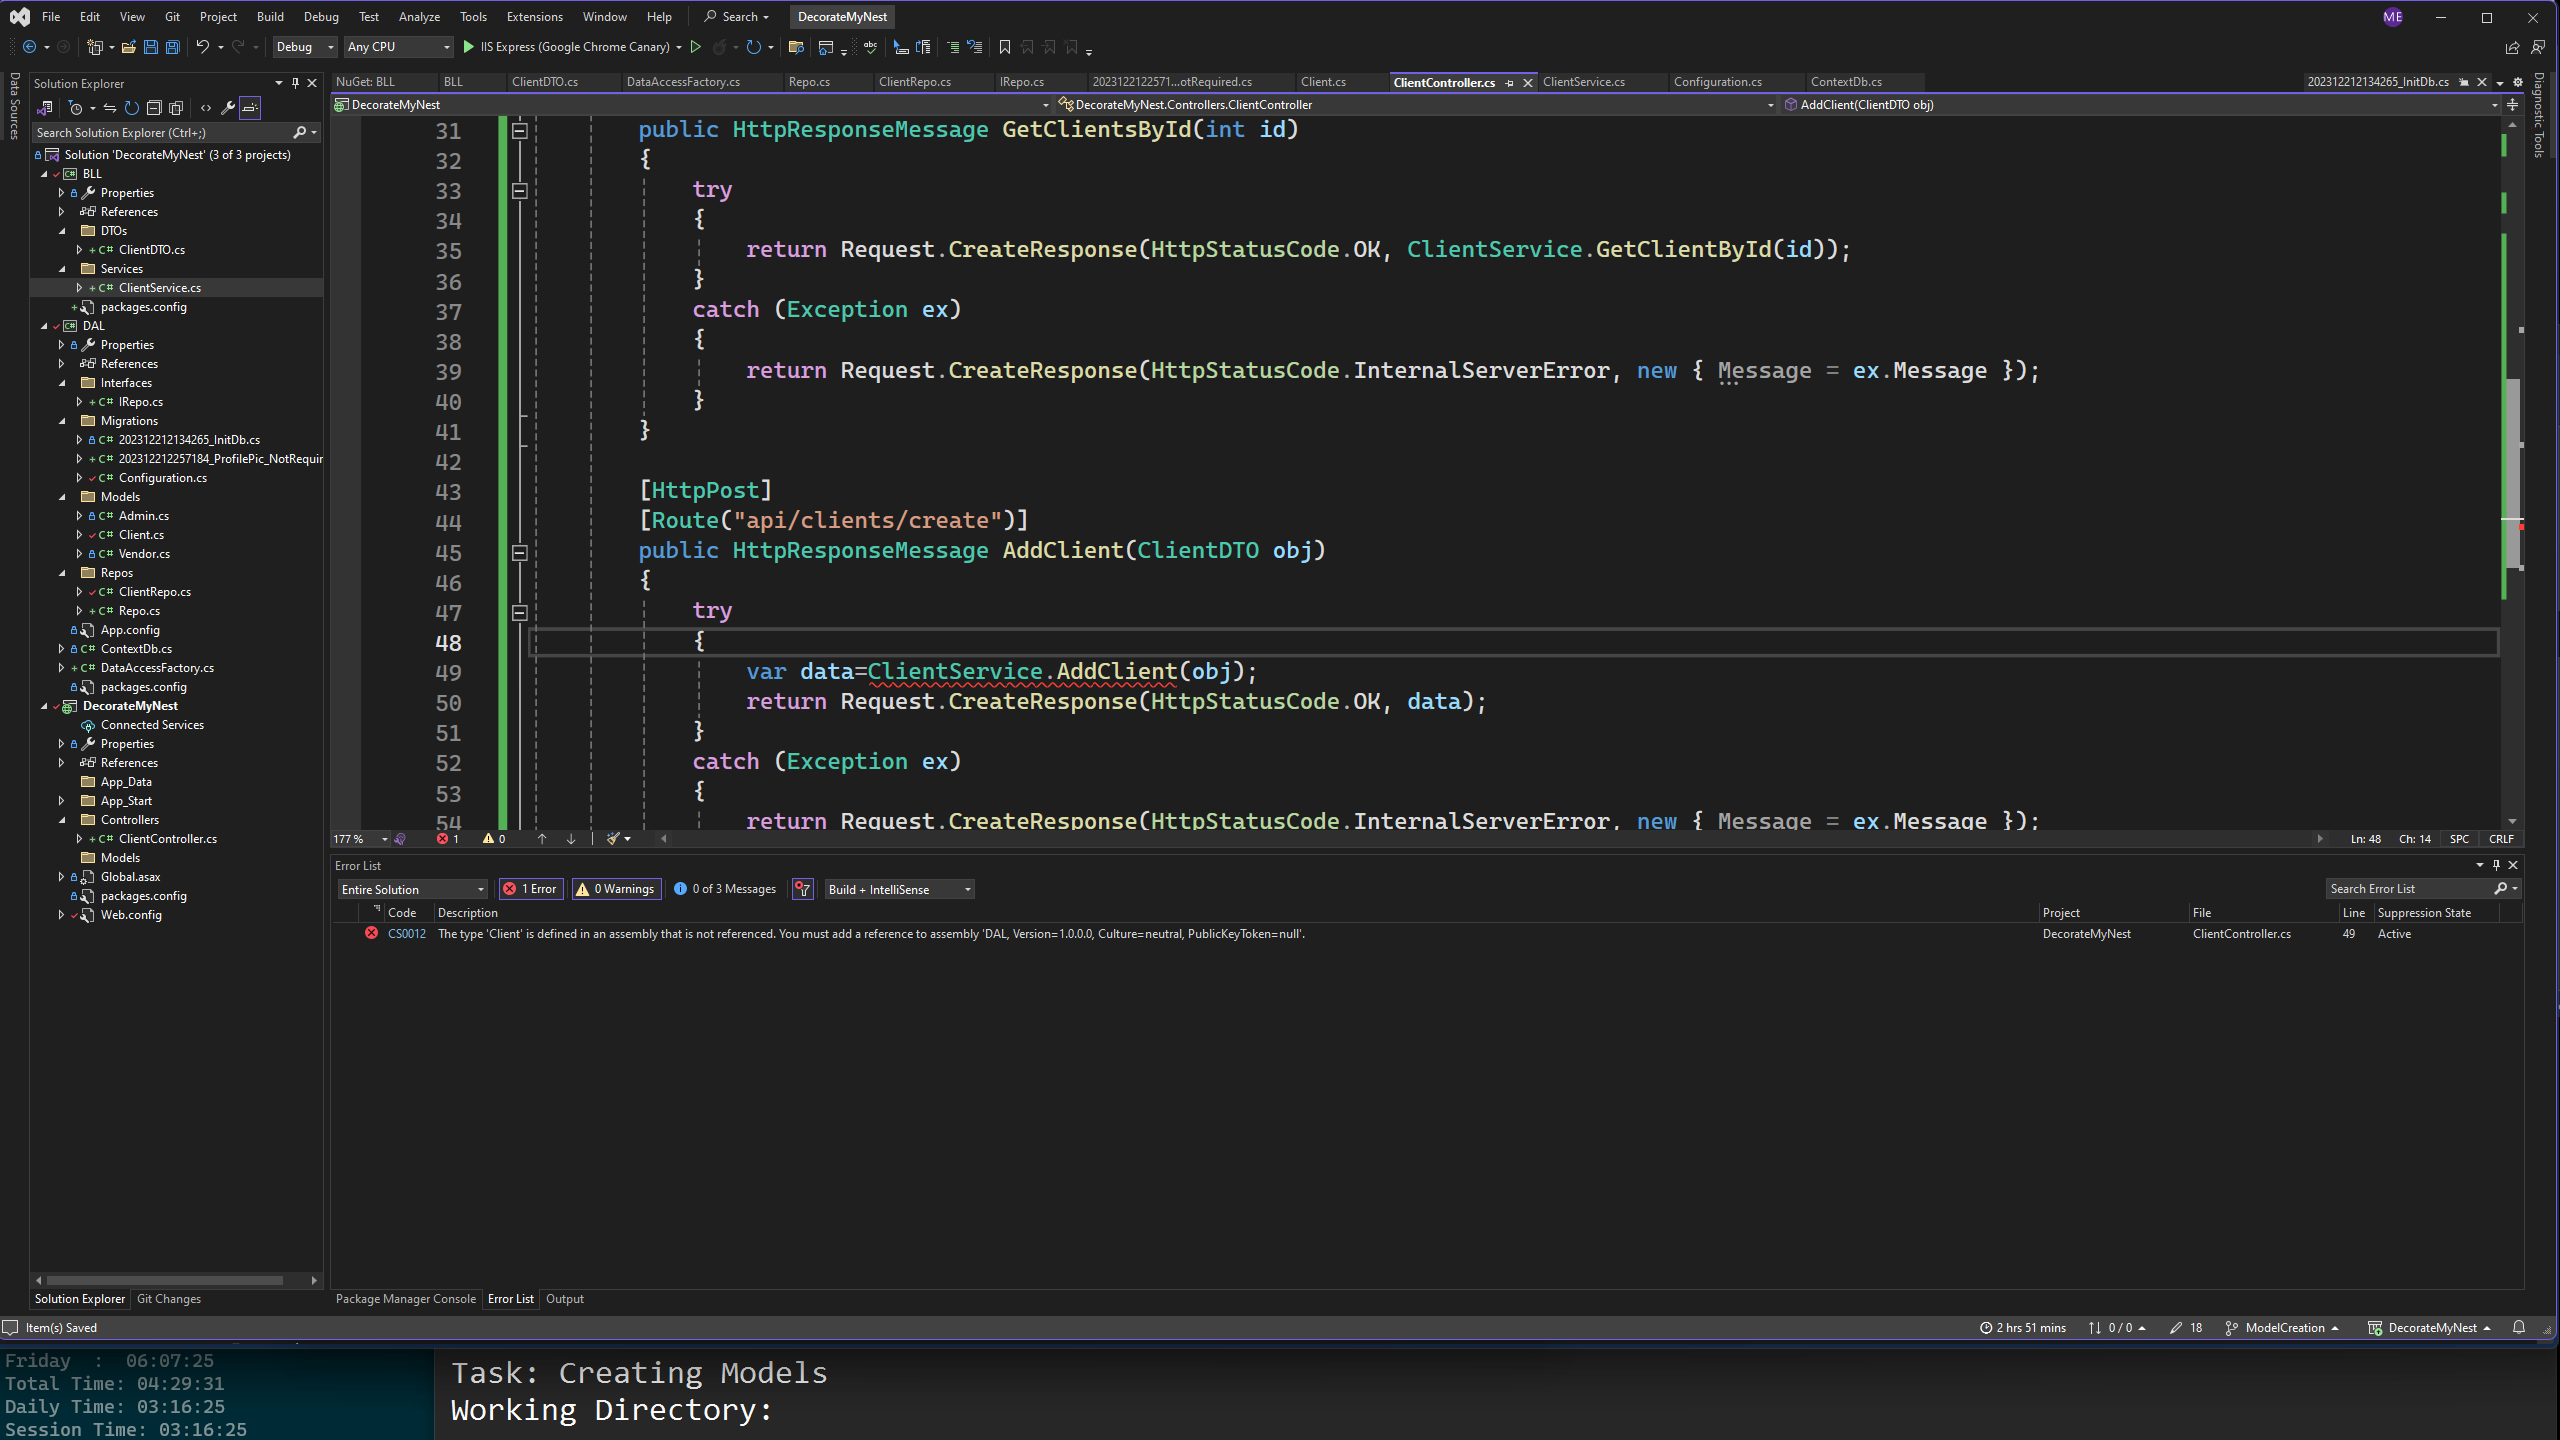 File Edit View Git Project Build Debug Test Analyze Tools Extensions Window Help Search DecorateMyNest ME
Debug Any CPU IIS Express (Google Chrome Canary)
Data Sources
Solution Explorer
Search Solution Explorer (Ctrl+;)
Solution 'DecorateMyNest' (3 of 3 projects)
BLL
Properties
References
DTOs
C# ClientDTO.cs
Services
C# ClientService.cs
packages.config
DAL
Properties
References
Interfaces
C# IRepo.cs
Migrations
C# 202312212134265_InitDb.cs
C# 202312212257184_ProfilePic_NotRequir
C# Configuration.cs
Models
C# Admin.cs
C# Client.cs
C# Vendor.cs
Repos
C# ClientRepo.cs
C# Repo.cs
App.config
C# ContextDb.cs
C# DataAccessFactory.cs
packages.config
DecorateMyNest
Connected Services
Properties
References
App_Data
App_Start
Controllers
C# ClientController.cs
Models
Global.asax
packages.config
Web.config
Solution Explorer Git Changes
NuGet: BLL BLL ClientDTO.cs DataAccessFactory.cs Repo.cs ClientRepo.cs IRepo.cs 2023122122571...otRequired.cs Client.cs ClientController.cs ClientService.cs Configuration.cs ContextDb.cs 202312212134265_InitDb.cs
DecorateMyNest DecorateMyNest.Controllers.ClientController AddClient(ClientDTO obj)
Diagnostic Tools
31 public HttpResponseMessage GetClientsById(int id)
32 {
33 try
34 {
35 return Request.CreateResponse(HttpStatusCode.OK, ClientService.GetClientById(id));
36 }
37 catch (Exception ex)
38 {
39 return Request.CreateResponse(HttpStatusCode.InternalServerError, new { Message = ex.Message });
40 }
41 }
42
43 [HttpPost]
44 [Route("api/clients/create")]
45 public HttpResponseMessage AddClient(ClientDTO obj)
46 {
47 try
48 {
49 var data=ClientService.AddClient(obj);
50 return Request.CreateResponse(HttpStatusCode.OK, data);
51 }
52 catch (Exception ex)
53 {
54 return Request.CreateResponse(HttpStatusCode.InternalServerError, new { Message = ex.Message });
177 % 1 0 Ln: 48 Ch: 14 SPC CRLF
Error List
Entire Solution 1 Error 0 Warnings 0 of 3 Messages Build + IntelliSense Search Error List
Code Description Project File Line Suppression State
CS0012 The type 'Client' is defined in an assembly that is not referenced. You must add a reference to assembly 'DAL, Version=1.0.0.0, Culture=neutral, PublicKeyToken=null'. DecorateMyNest ClientController.cs 49 Active
Package Manager Console Error List Output
Item(s) Saved 2 hrs 51 mins 0 / 0 18 ModelCreation DecorateMyNest
Friday : 06:07:25
Total Time: 04:29:31
Daily Time: 03:16:25
Session Time: 03:16:25
Task: Creating Models
Working Directory: